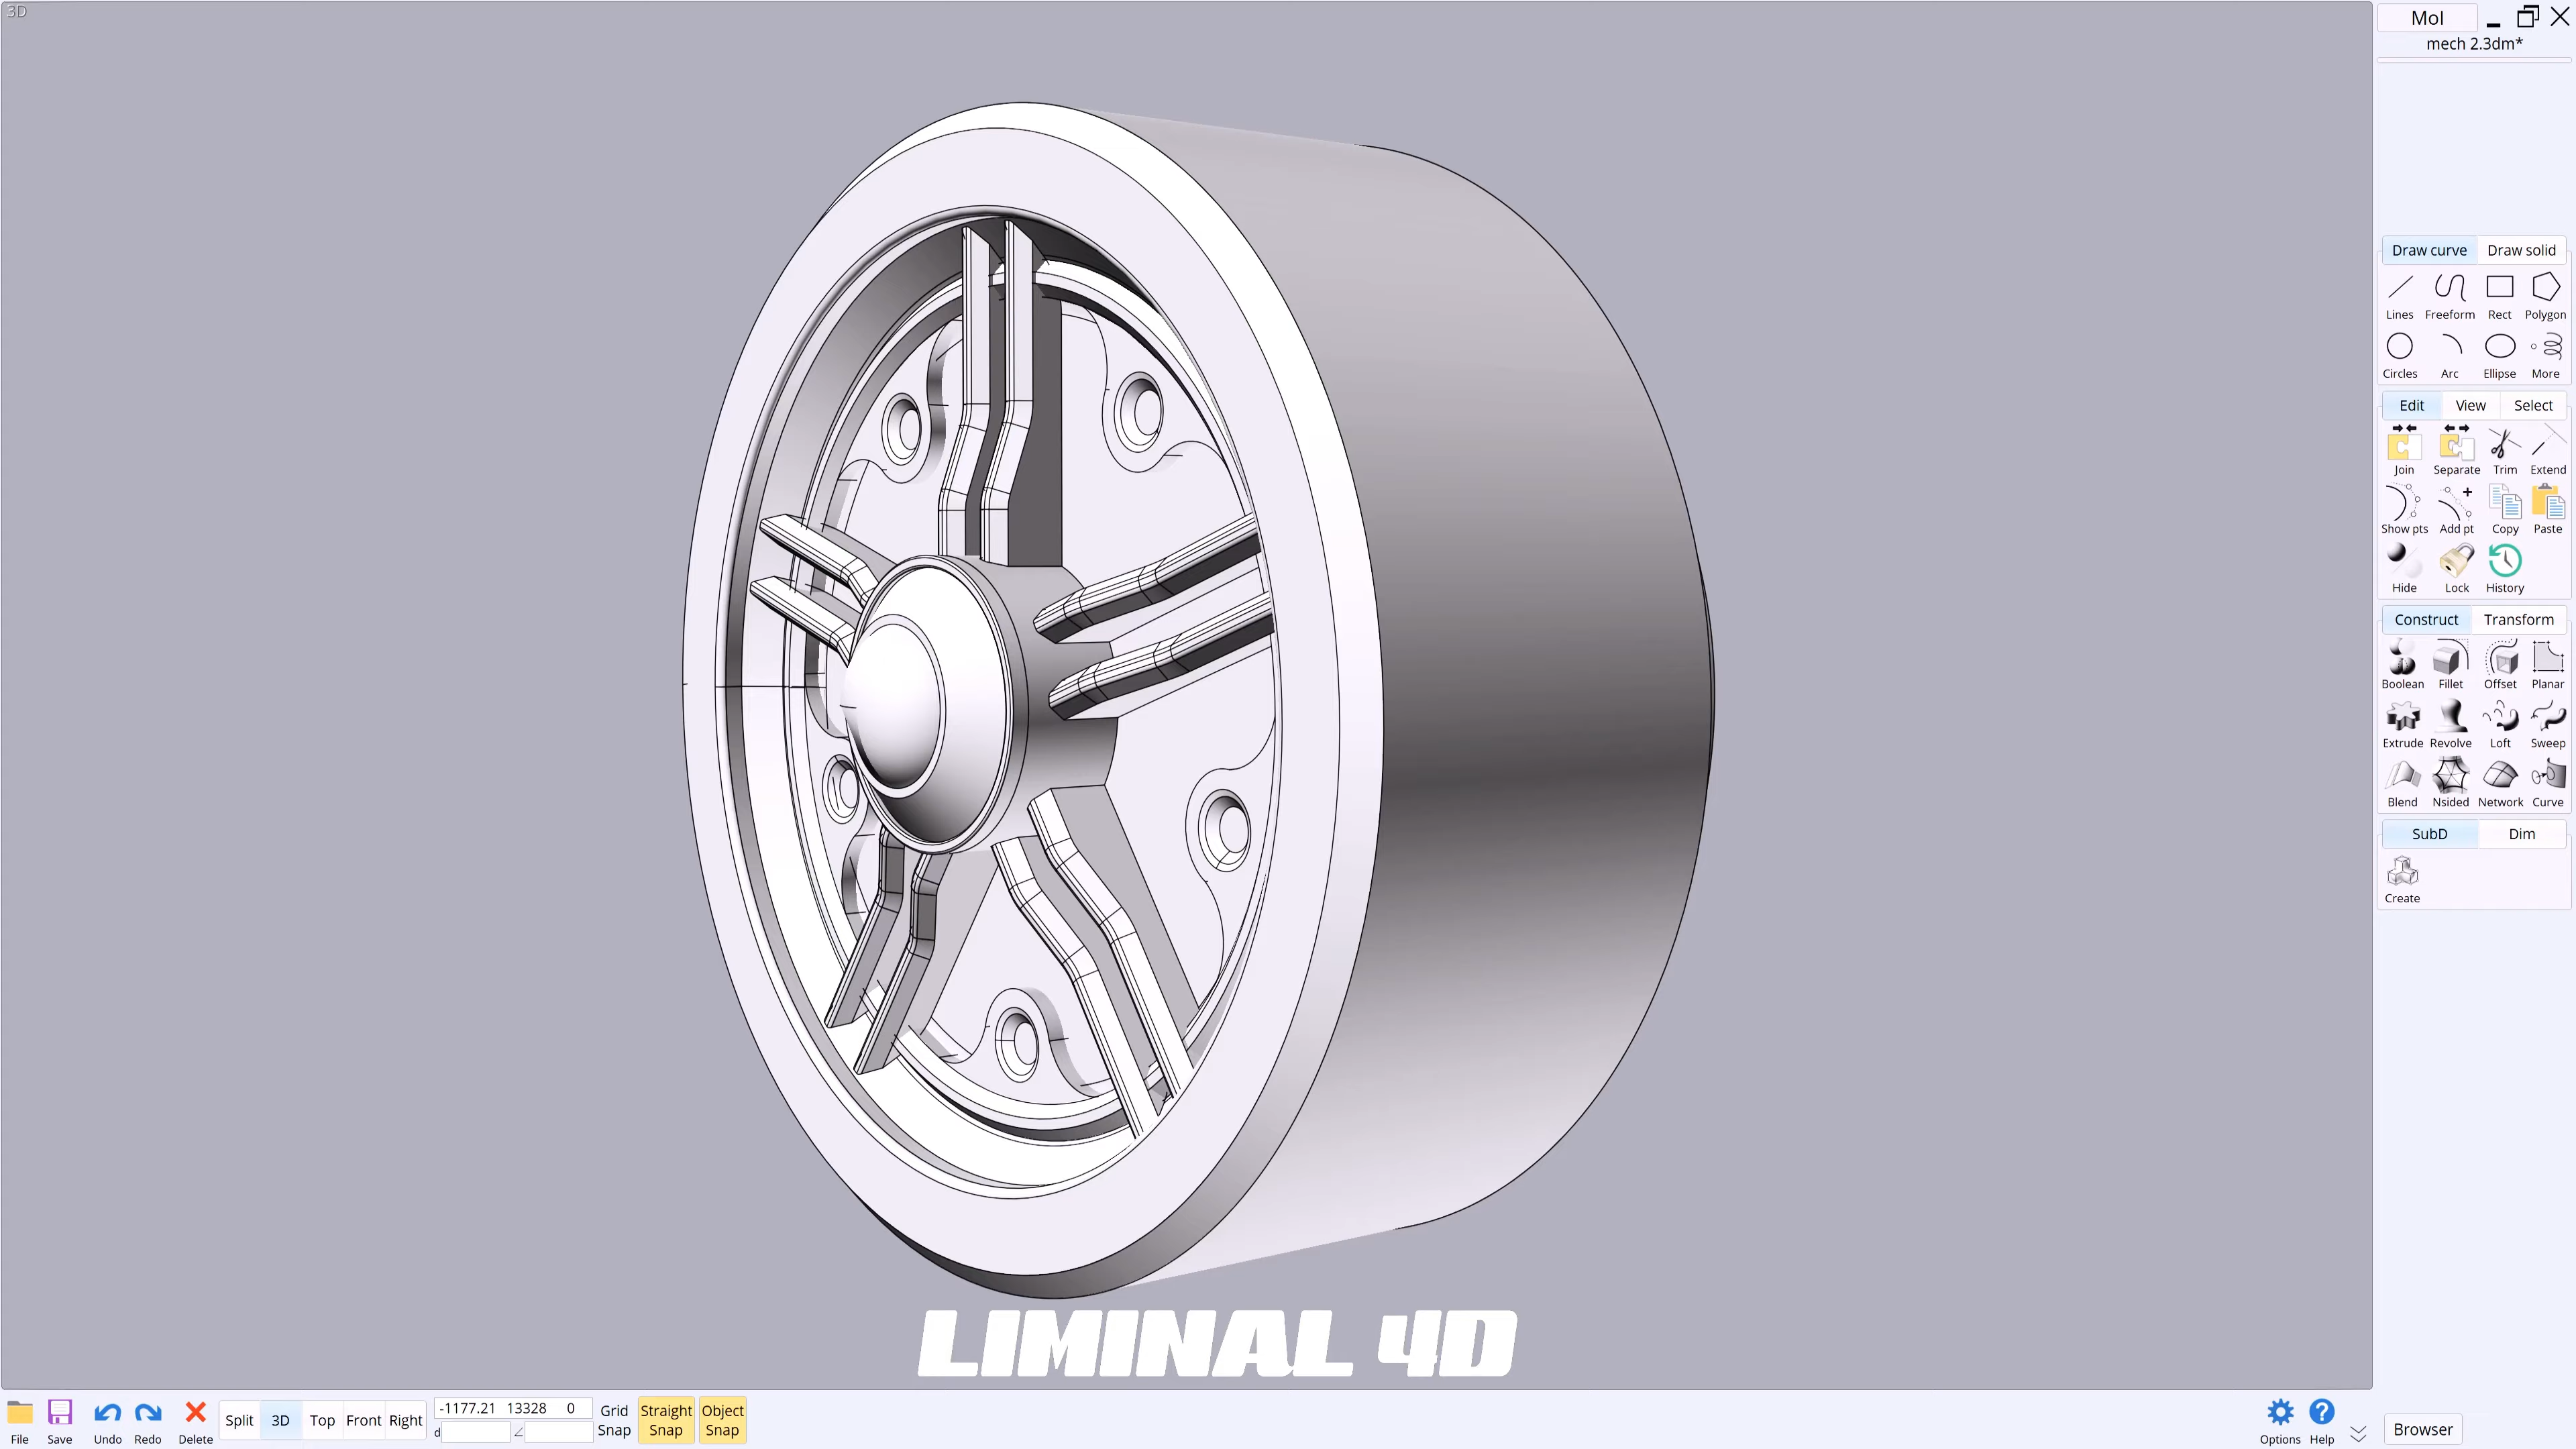 3D
MoI
mech 2.3dm*
Draw curve Draw solid
Lines Freeform Rect Polygon
Circles Arc Ellipse More
Edit View Select
Join Separate Trim Extend
Show pts Add pt Copy Paste
Hide Lock History
Construct Transform
Boolean Fillet Offset Planar
Extrude Revolve Loft Sweep
Blend Nsided Network Curve
SubD Dim
Create
LIMINAL 4D
File Save Undo Redo Delete
Split 3D Top Front Right
-1177.21 13328 0
d
Grid
Snap
Straight
Snap
Object
Snap
Options Help
Browser